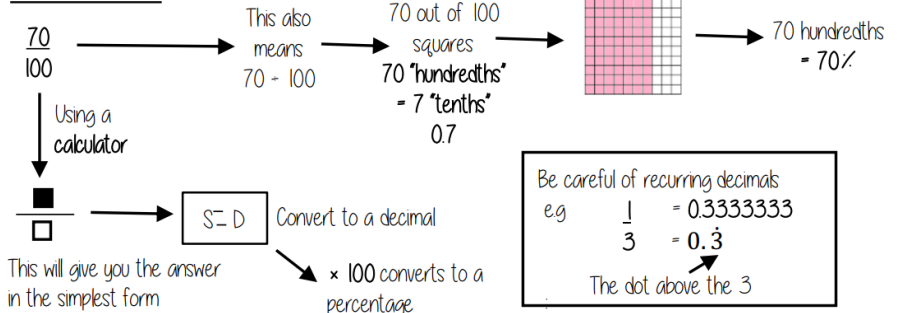 70
100
This also
means
70 ÷ 100
70 out of 100
squares
70 "hundredths"
= 7 "tenths"
0.7
70 hundredths
= 70%
Using a
calculator
S⇔D
Convert to a decimal
× 100 converts to a
percentage
This will give you the answer
in the simplest form
Be careful of recurring decimals
e.g 1/3 = 0.3333333
= 0.3̇
The dot above the 3